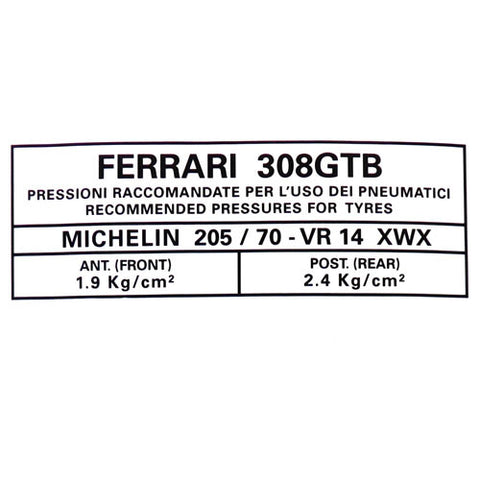 FERRARI 308GTB
PRESSIONI RACCOMANDATE PER L'USO DEI PNEUMATICI
RECOMMENDED PRESSURES FOR TYRES
MICHELIN 205 / 70 - VR 14 XWX
ANT. (FRONT)
1.9 Kg/cm²
POST. (REAR)
2.4 Kg/cm²